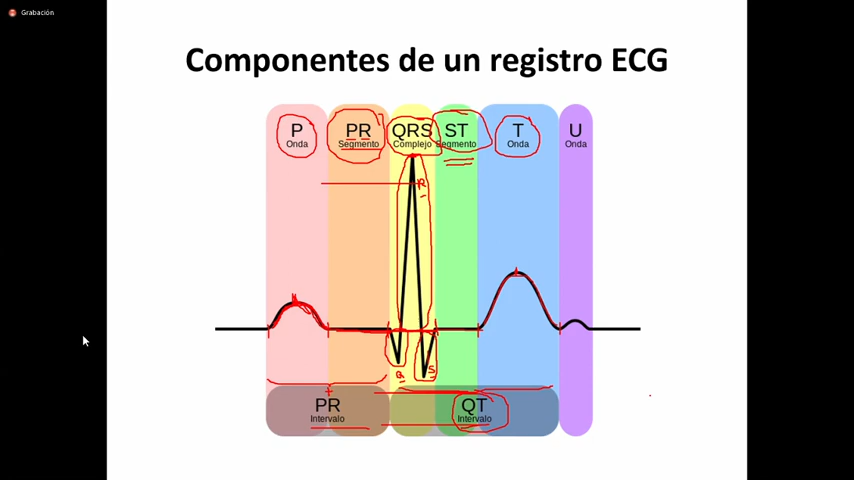 Grabación
Componentes de un registro ECG
P PR QRS ST T U
Onda Segmento Complejo Segmento Onda Onda
R
Q S
PR QT
Intervalo Intervalo